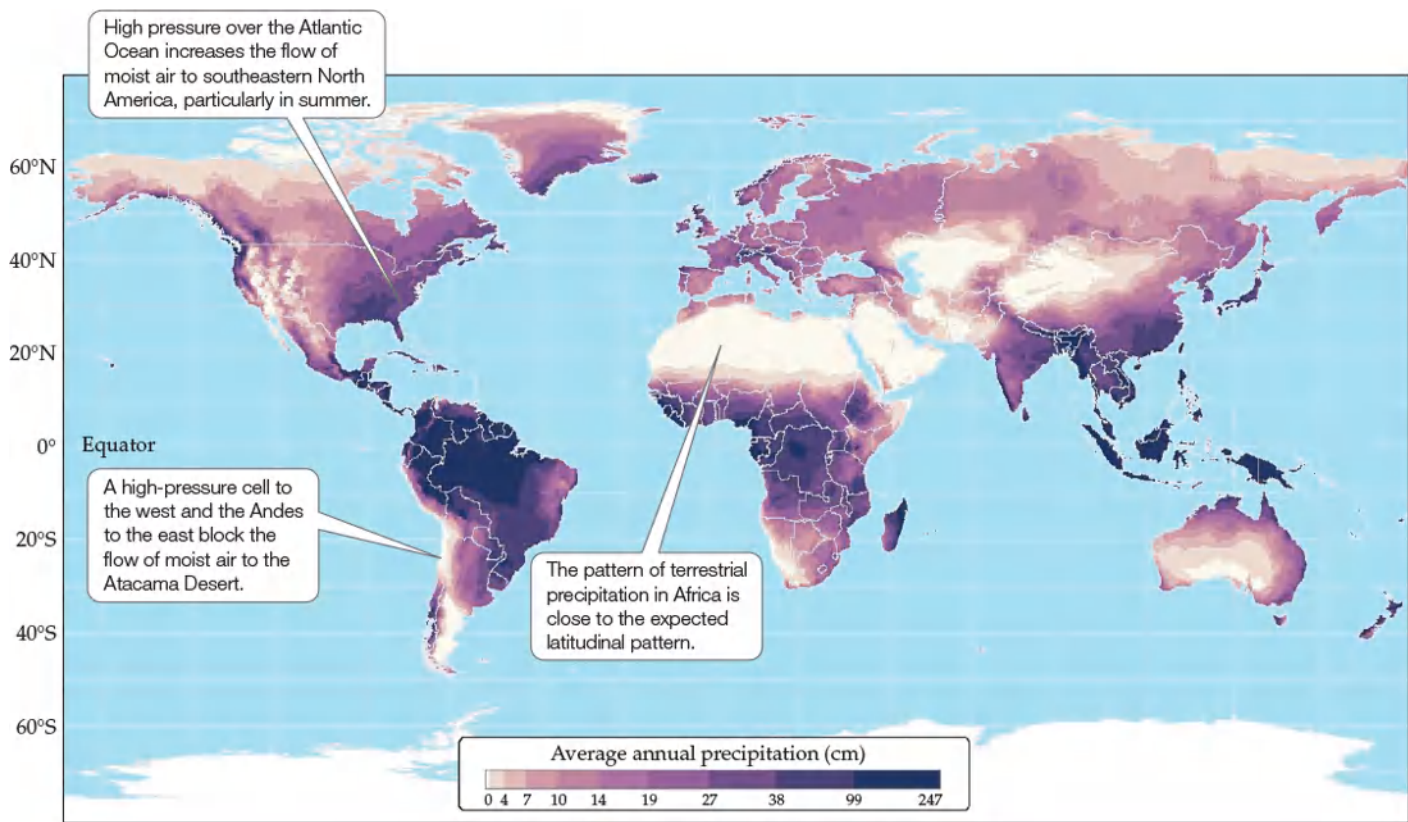 High pressure over the Atlantic
Ocean increases the flow of
moist air to southeastern North
America, particularly in summer.
60°N
40°N
20°N
0°
Equator
A high-pressure cell to
the west and the Andes
to the east block the
flow of moist air to the
Atacama Desert.
20°S
The pattern of terrestrial
precipitation in Africa is
close to the expected
latitudinal pattern.
40°S
60°S
Average annual precipitation (cm)
0 4 7 10 14 19 27 38 99 247